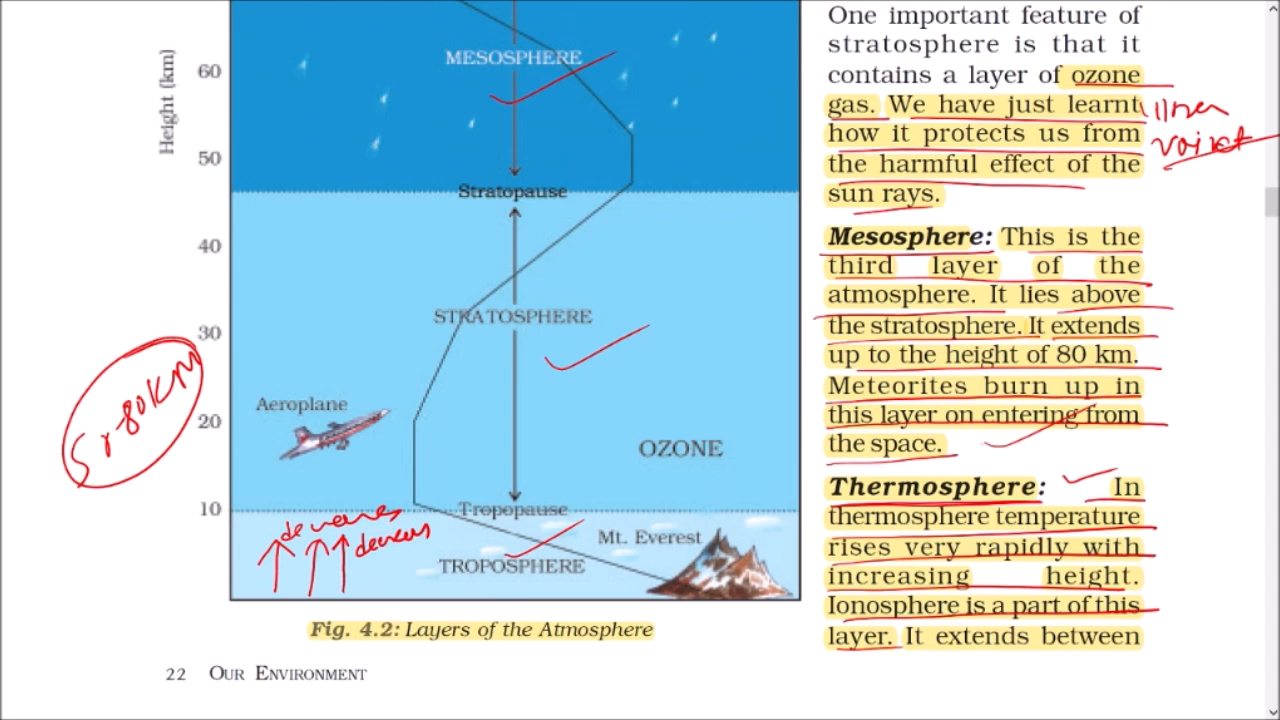 One important feature of
stratosphere is that it
contains a layer of ozone
gas. We have just learnt
how it protects us from
the harmful effect of the
sun rays.
Mesosphere: This is the
third layer of the
atmosphere. It lies above
the stratosphere. It extends
up to the height of 80 km.
Meteorites burn up in
this layer on entering from
the space.
Thermosphere: In
thermosphere temperature
rises very rapidly with
increasing height.
Ionosphere is a part of this
layer. It extends between
Height (km)
60
50
40
30
20
10
MESOSPHERE
Stratopause
STRATOSPHERE
Aeroplane
OZONE
Tropopause
Mt. Everest
TROPOSPHERE
Fig. 4.2: Layers of the Atmosphere
22 OUR ENVIRONMENT
80KM